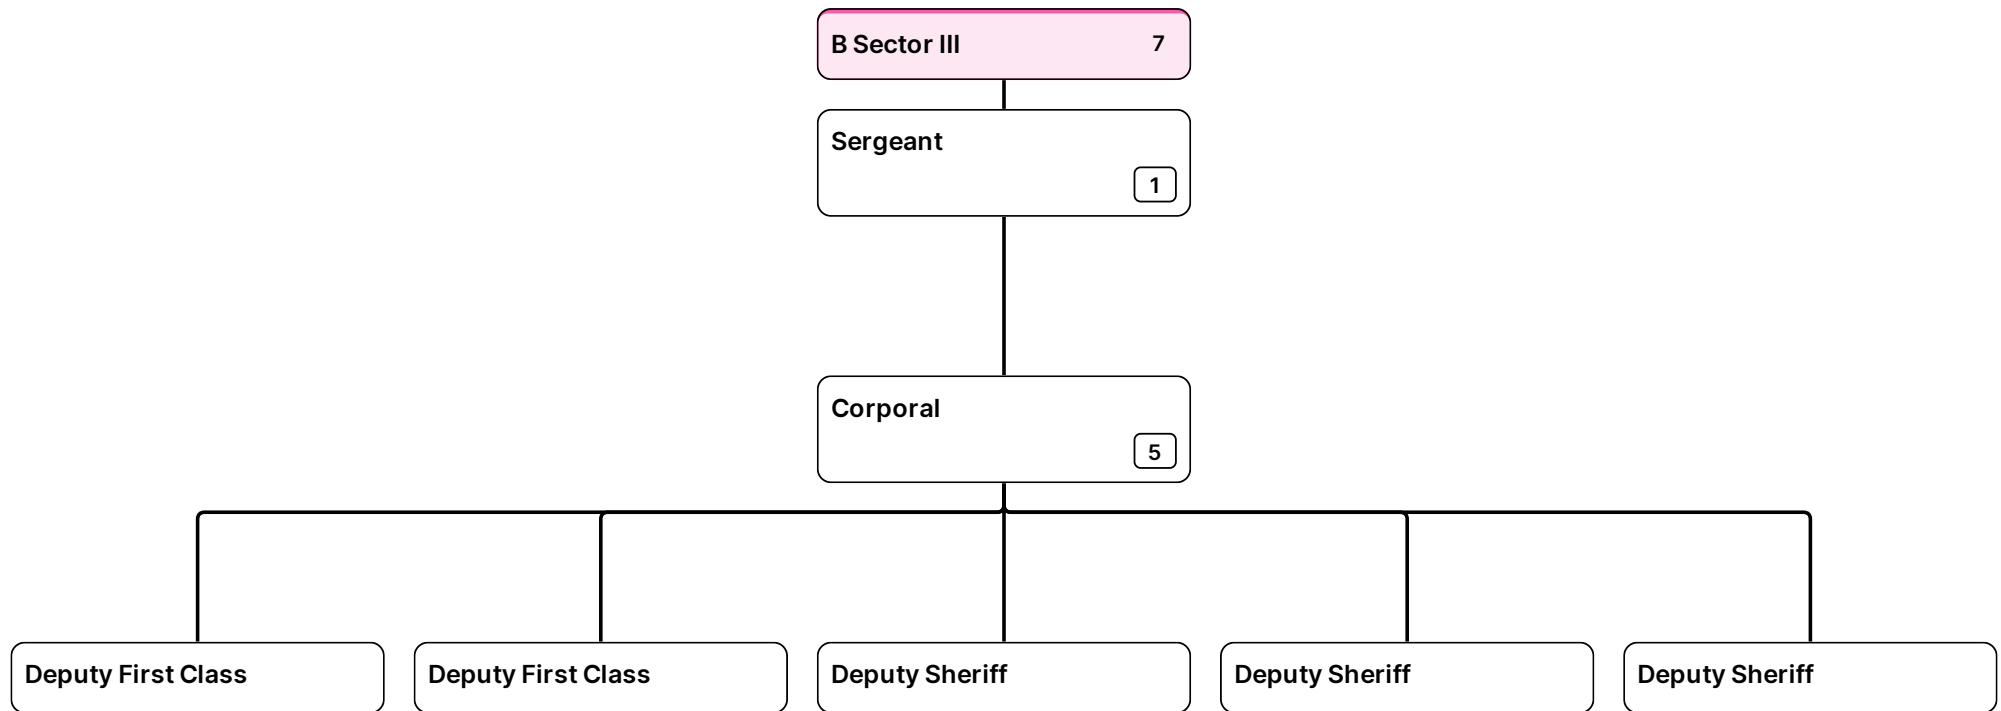 B Sector III 7
Sergeant
1
Corporal
5
Deputy First Class
Deputy First Class
Deputy Sheriff
Deputy Sheriff
Deputy Sheriff